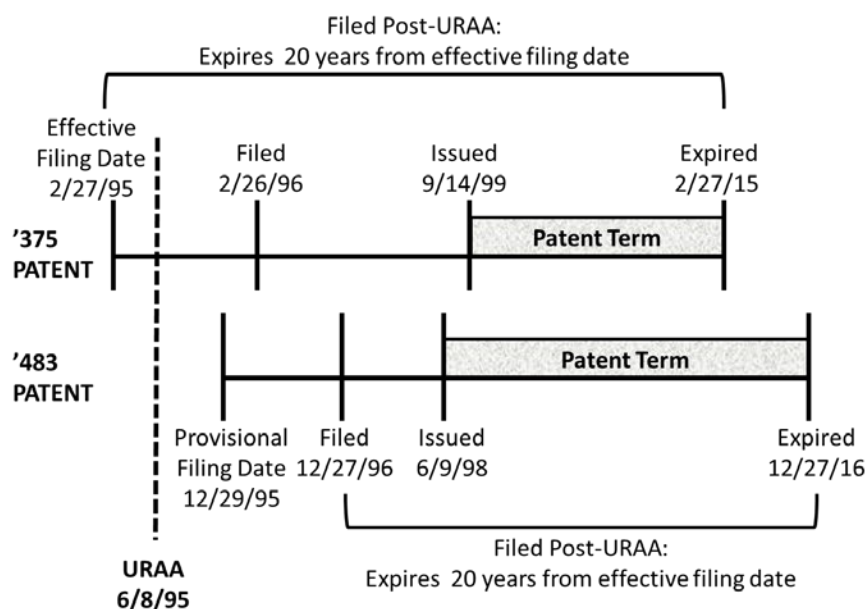 Filed Post-URAA:
Expires 20 years from effective filing date
Effective
Filing Date
2/27/95
Filed
2/26/96
Issued
9/14/99
Expired
2/27/15
’375
PATENT
Patent Term
’483
PATENT
Patent Term
Provisional
Filing Date
12/29/95
Filed
12/27/96
Issued
6/9/98
Expired
12/27/16
Filed Post-URAA:
Expires 20 years from effective filing date
URAA
6/8/95